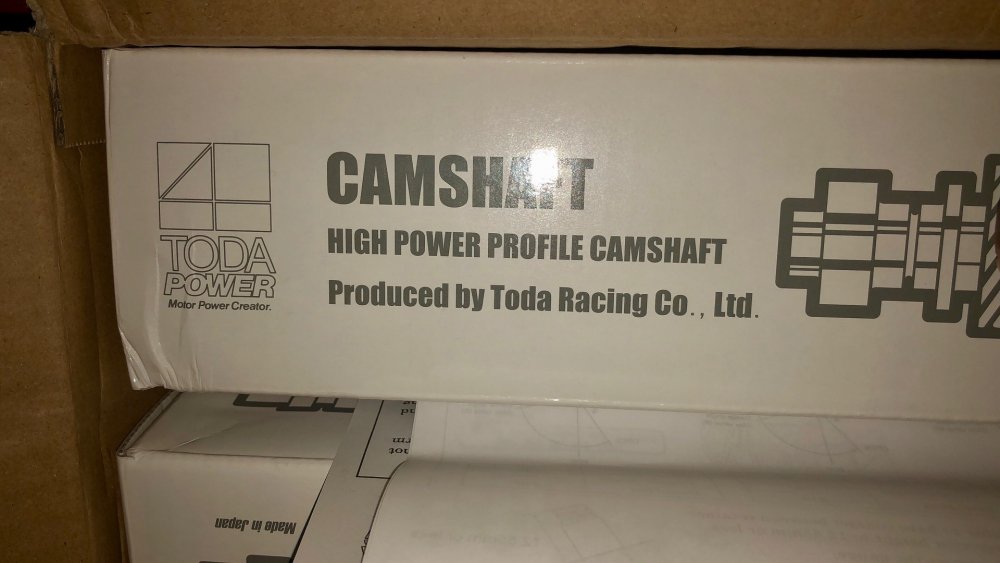 TODA
POWER
Motor Power Creator.
CAMSHAFT
HIGH POWER PROFILE CAMSHAFT
Produced by Toda Racing Co., Ltd.
Made in Japan